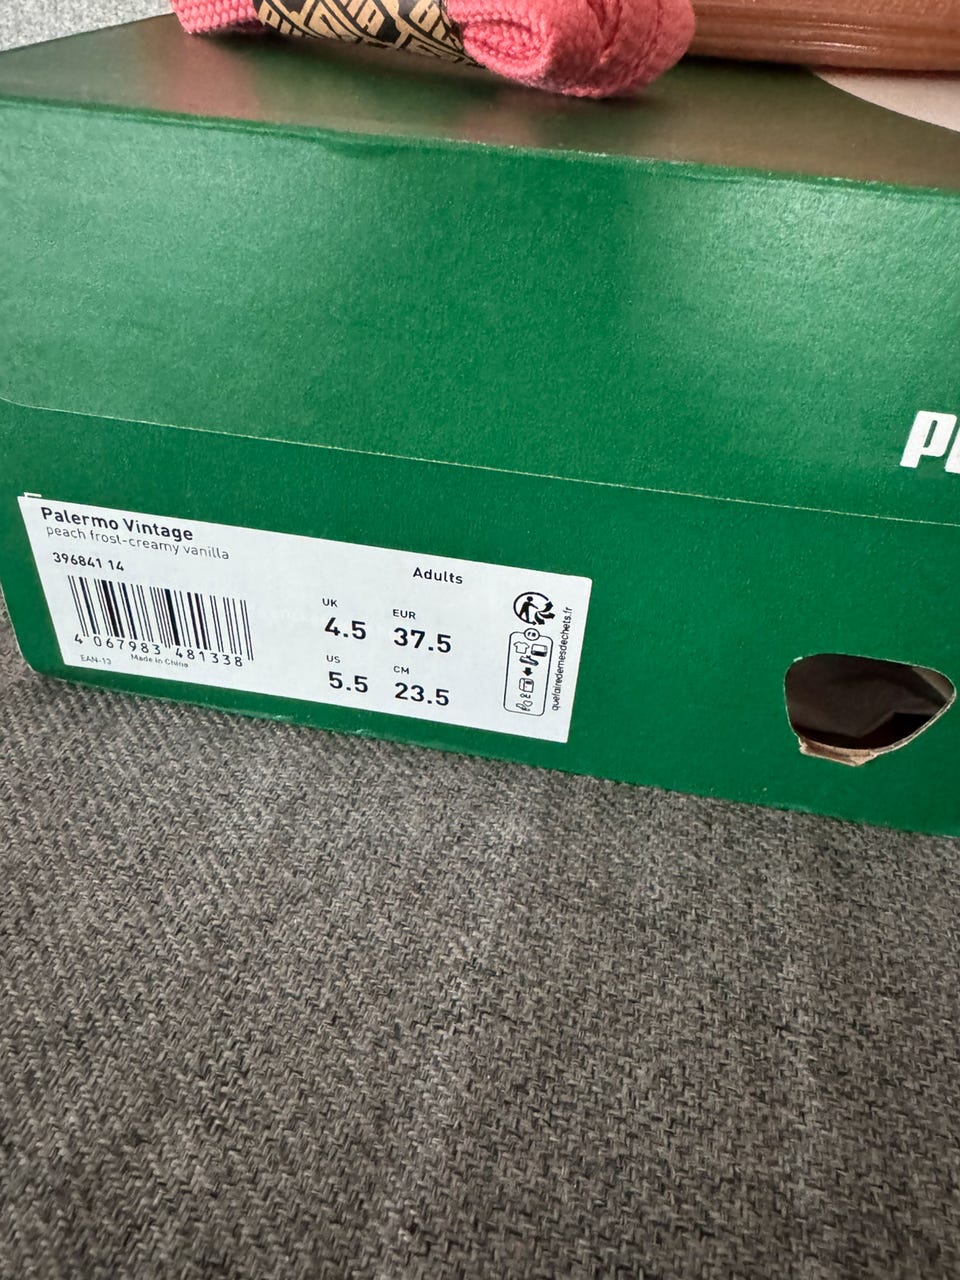 Palermo Vintage
peach frost-creamy vanilla
396841 14
Adults
UK
EUR
4.5
37.5
US
CM
5.5
23.5
4 067983 481338
EAN-13
Made in China
quefairedemesdechets.fr